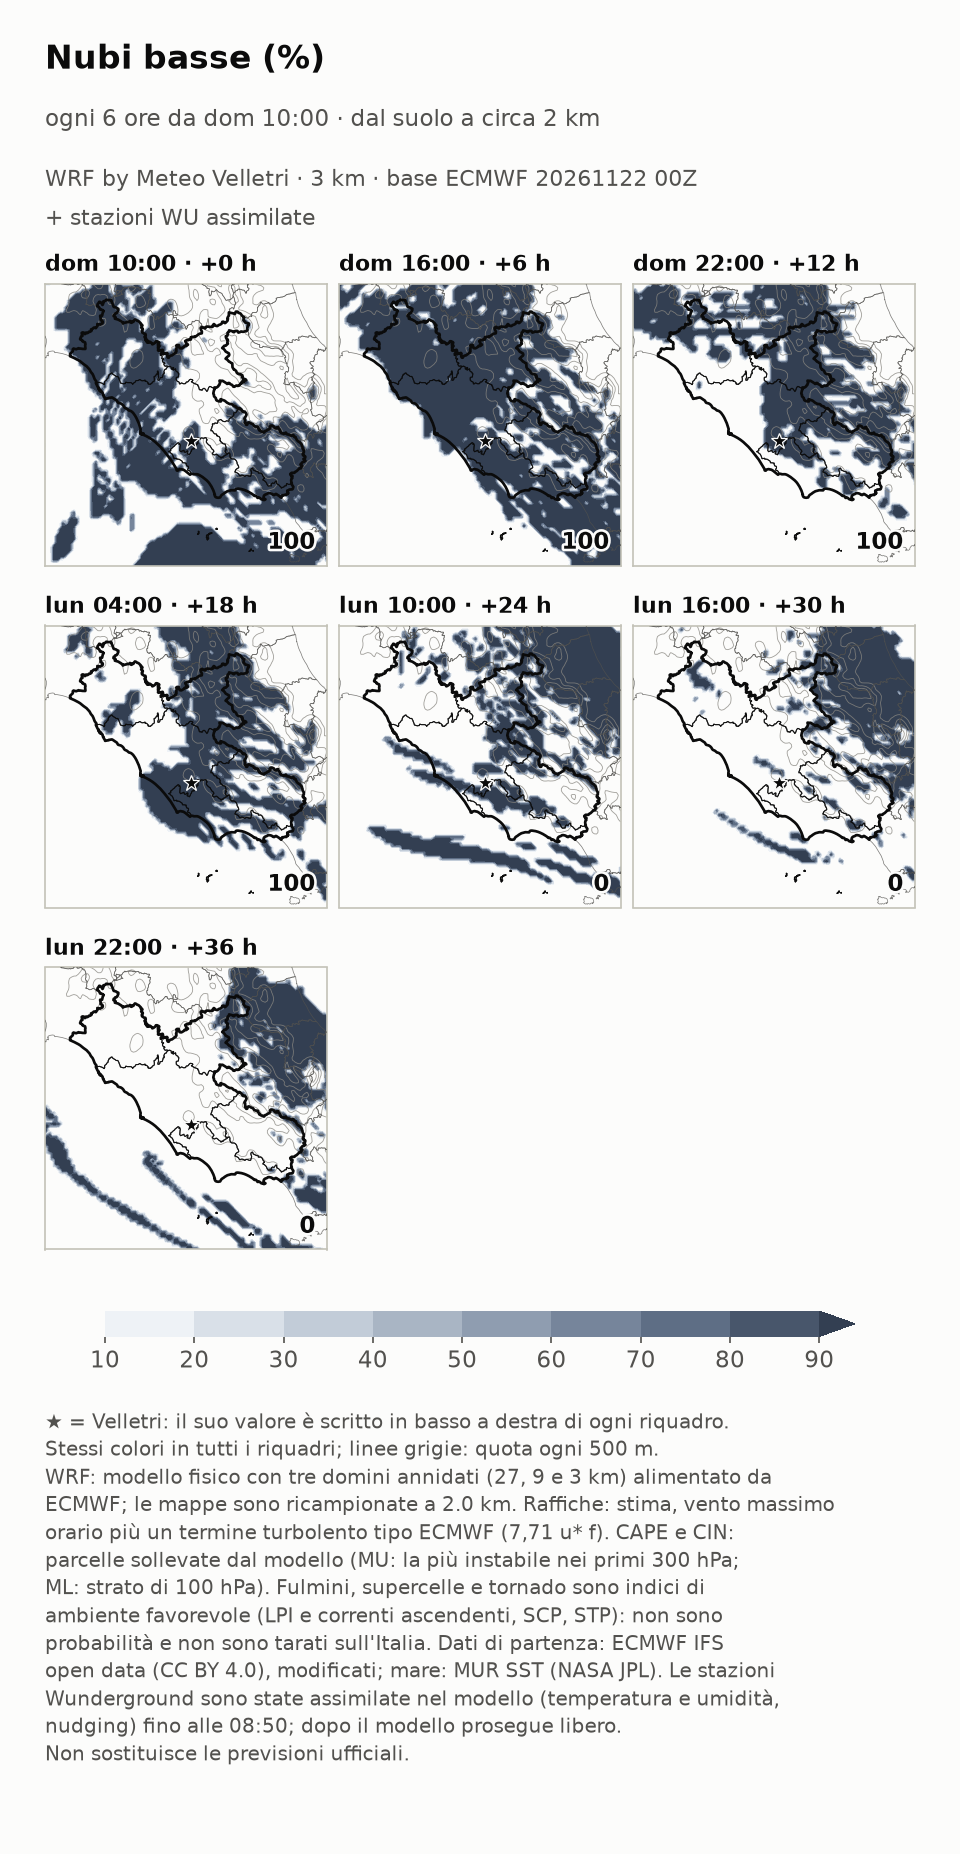 Nubi basse (%)
ogni 6 ore da dom 10:00 · dal suolo a circa 2 km
WRF by Meteo Velletri · 3 km · base ECMWF 20261122 00Z
+ stazioni WU assimilate
dom 10:00 · +0 h
dom 16:00 · +6 h
dom 22:00 · +12 h
100
100
100
lun 04:00 · +18 h
lun 10:00 · +24 h
lun 16:00 · +30 h
100
0
0
lun 22:00 · +36 h
0
10 20 30 40 50 60 70 80 90
★ = Velletri: il suo valore è scritto in basso a destra di ogni riquadro.
Stessi colori in tutti i riquadri; linee grigie: quota ogni 500 m.
WRF: modello fisico con tre domini annidati (27, 9 e 3 km) alimentato da
ECMWF; le mappe sono ricampionate a 2.0 km. Raffiche: stima, vento massimo
orario più un termine turbolento tipo ECMWF (7,71 u* f). CAPE e CIN:
parcelle sollevate dal modello (MU: la più instabile nei primi 300 hPa;
ML: strato di 100 hPa). Fulmini, supercelle e tornado sono indici di
ambiente favorevole (LPI e correnti ascendenti, SCP, STP): non sono
probabilità e non sono tarati sull'Italia. Dati di partenza: ECMWF IFS
open data (CC BY 4.0), modificati; mare: MUR SST (NASA JPL). Le stazioni
Wunderground sono state assimilate nel modello (temperatura e umidità,
nudging) fino alle 08:50; dopo il modello prosegue libero.
Non sostituisce le previsioni ufficiali.